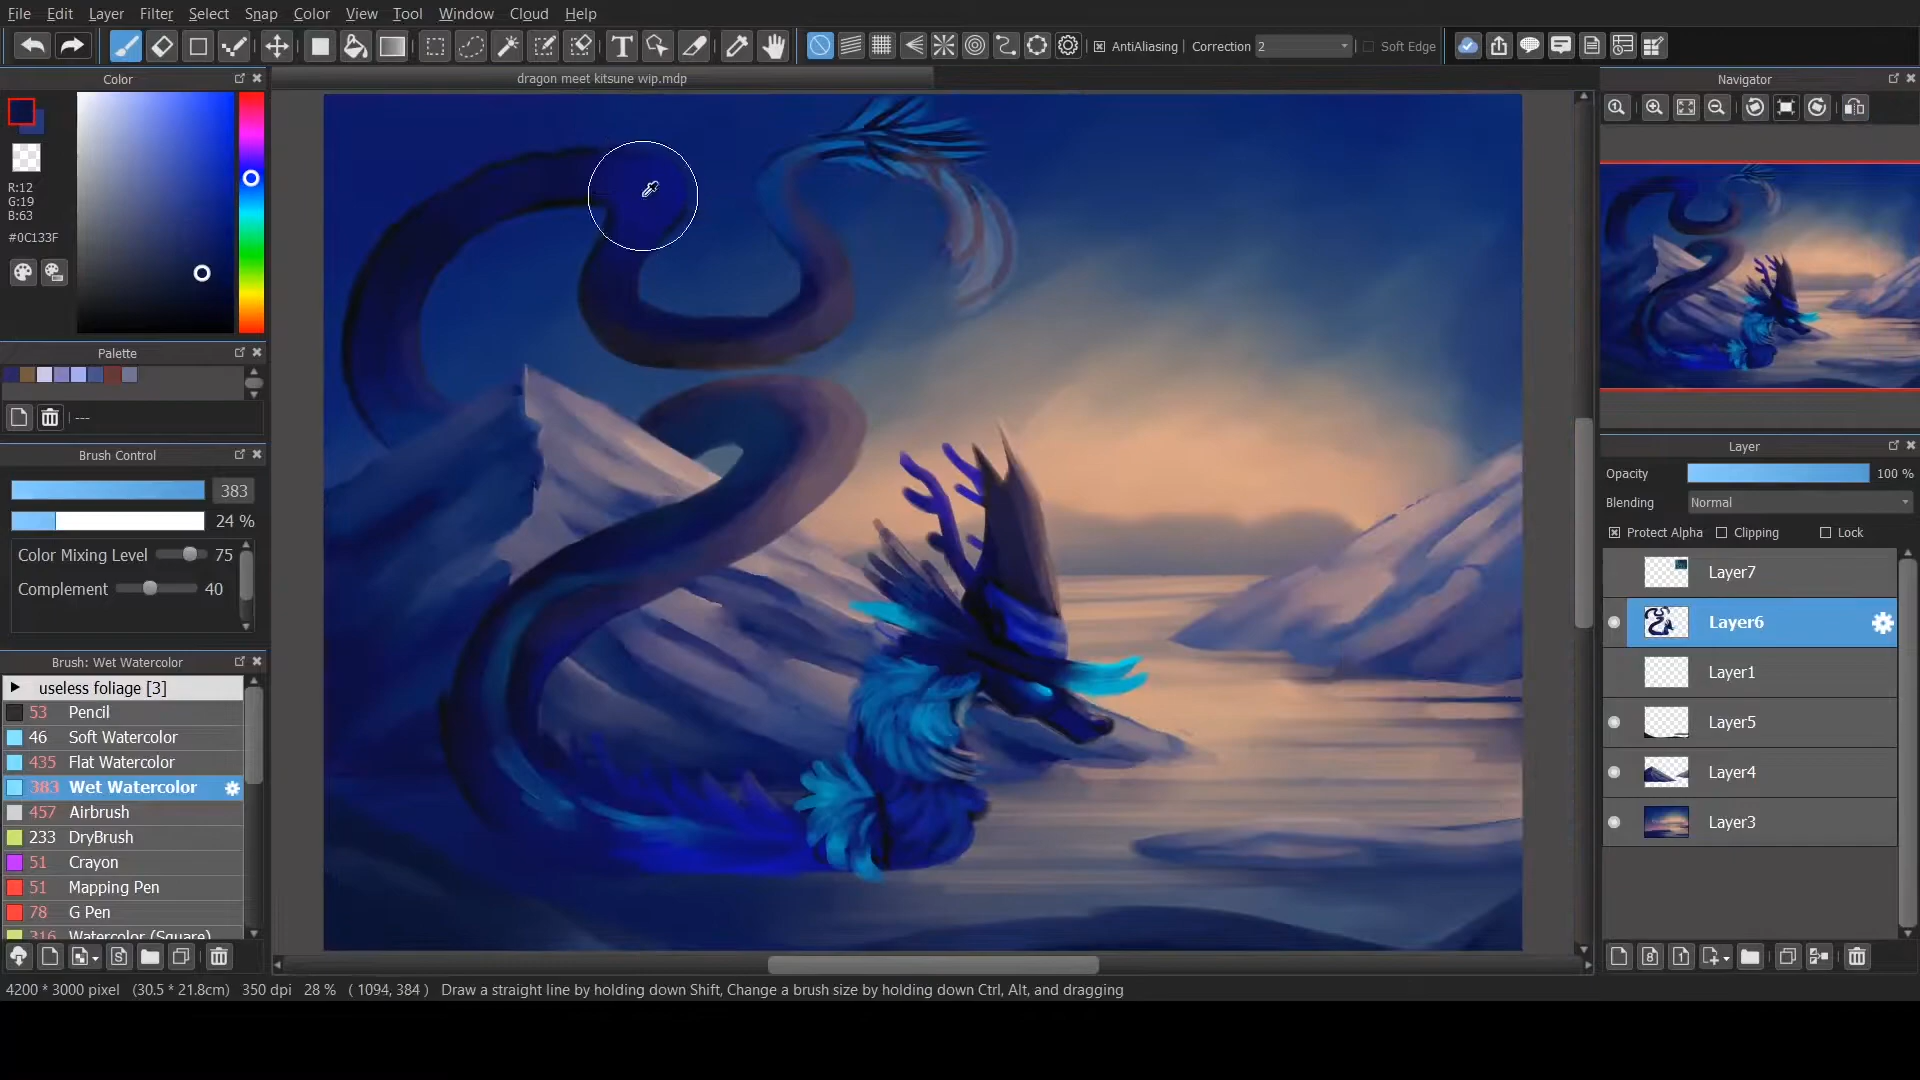 File Edit Layer Filter Select Snap Color View Tool Window Cloud Help
AntiAliasing Correction 2 Soft Edge
Color
dragon meet kitsune wip.mdp
Navigator
R:12
G:19
B:63
#0C133F
Palette
---
Brush Control
383
24 %
Color Mixing Level 75
Complement 40
Brush: Wet Watercolor
useless foliage [3]
53 Pencil
46 Soft Watercolor
435 Flat Watercolor
383 Wet Watercolor
457 Airbrush
233 DryBrush
51 Crayon
51 Mapping Pen
78 G Pen
316 Watercolor (Square)
Layer
Opacity 100 %
Blending Normal
Protect Alpha Clipping Lock
Layer7
Layer6
Layer1
Layer5
Layer4
Layer3
4200 * 3000 pixel (30.5 * 21.8cm) 350 dpi 28 % ( 1094, 384 ) Draw a straight line by holding down Shift, Change a brush size by holding down Ctrl, Alt, and dragging